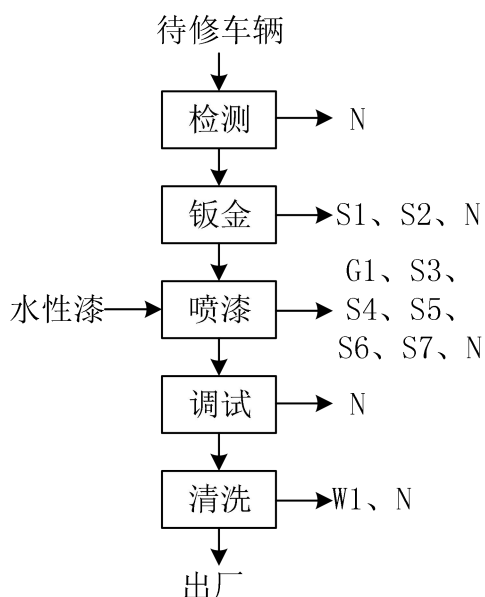 待修车辆
检测
N
钣金
S1、S2、N
水性漆
喷漆
G1、S3、
S4、S5、
S6、S7、N
调试
N
清洗
W1、N
出厂